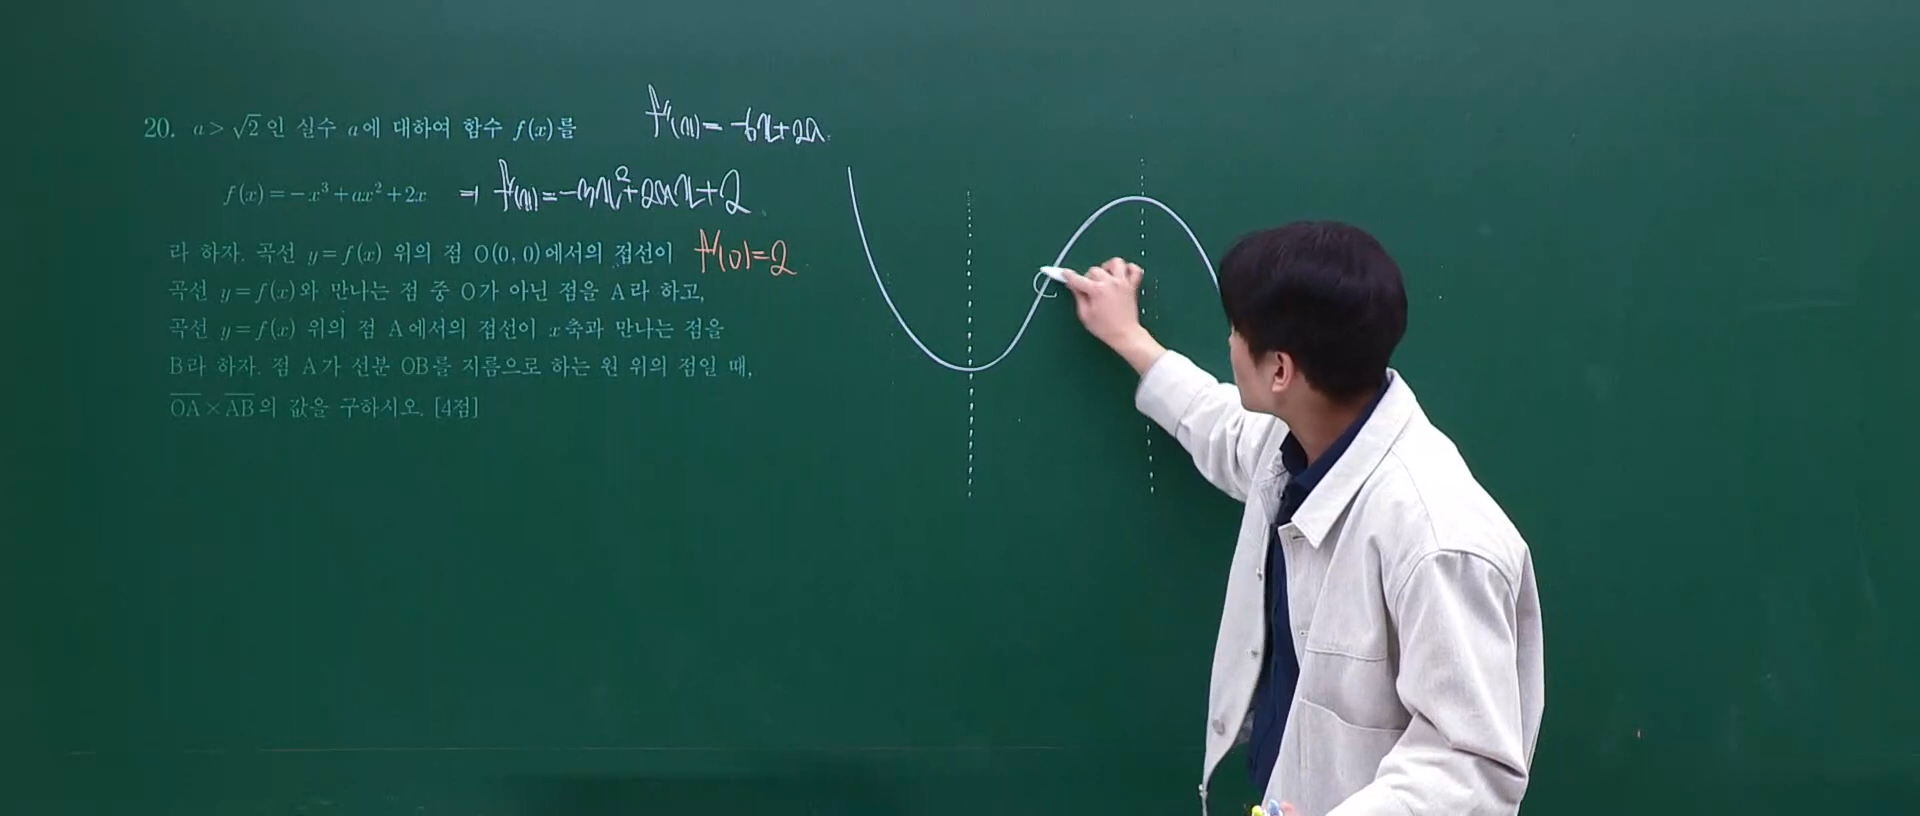 20. a > √2 인 실수 a에 대하여 함수 f(x)를
f''(x) = -6x+2a
f(x) = -x³ + ax² + 2x ⇒ f'(x) = -3x²+2ax+2
라 하자. 곡선 y = f(x) 위의 점 O(0, 0)에서의 접선이 f'(0)=2
곡선 y = f(x)와 만나는 점 중 O가 아닌 점을 A라 하고,
곡선 y = f(x) 위의 점 A에서의 접선이 x축과 만나는 점을
B라 하자. 점 A가 선분 OB를 지름으로 하는 원 위의 점일 때,
O̅A̅ × A̅B̅의 값을 구하시오. [4점]